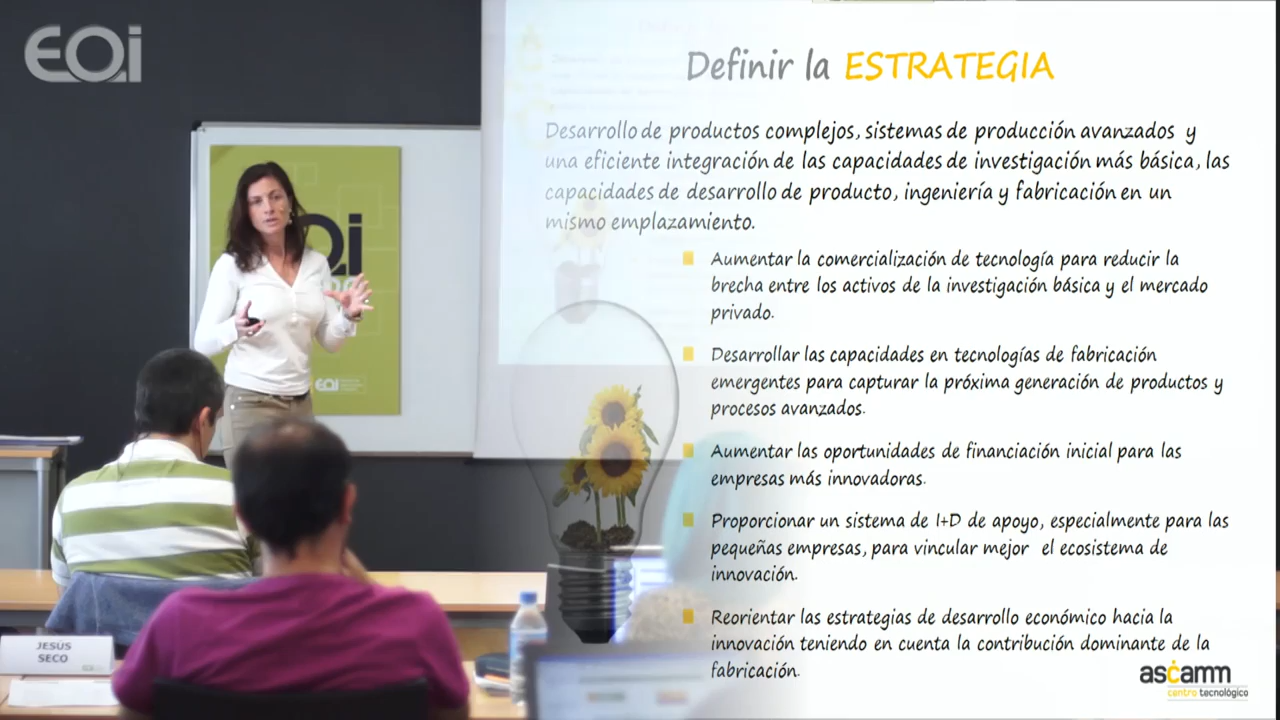 EOi
Definir la ESTRATEGIA
Desarrollo de productos complejos, sistemas de producción avanzados y
una eficiente integración de las capacidades de investigación más básica, las
capacidades de desarrollo de producto, ingeniería y fabricación en un
mismo emplazamiento.
Aumentar la comercialización de tecnología para reducir la
brecha entre los activos de la investigación básica y el mercado
privado.
Desarrollar las capacidades en tecnologías de fabricación
emergentes para capturar la próxima generación de productos y
procesos avanzados.
Aumentar las oportunidades de financiación inicial para las
empresas más innovadoras.
Proporcionar un sistema de I+D de apoyo, especialmente para las
pequeñas empresas, para vincular mejor el ecosistema de
innovación.
Reorientar las estrategias de desarrollo económico hacia la
innovación teniendo en cuenta la contribución dominante de la
fabricación.
EOi
JESÚS
SECO
EOi
ascamm
centro tecnológico